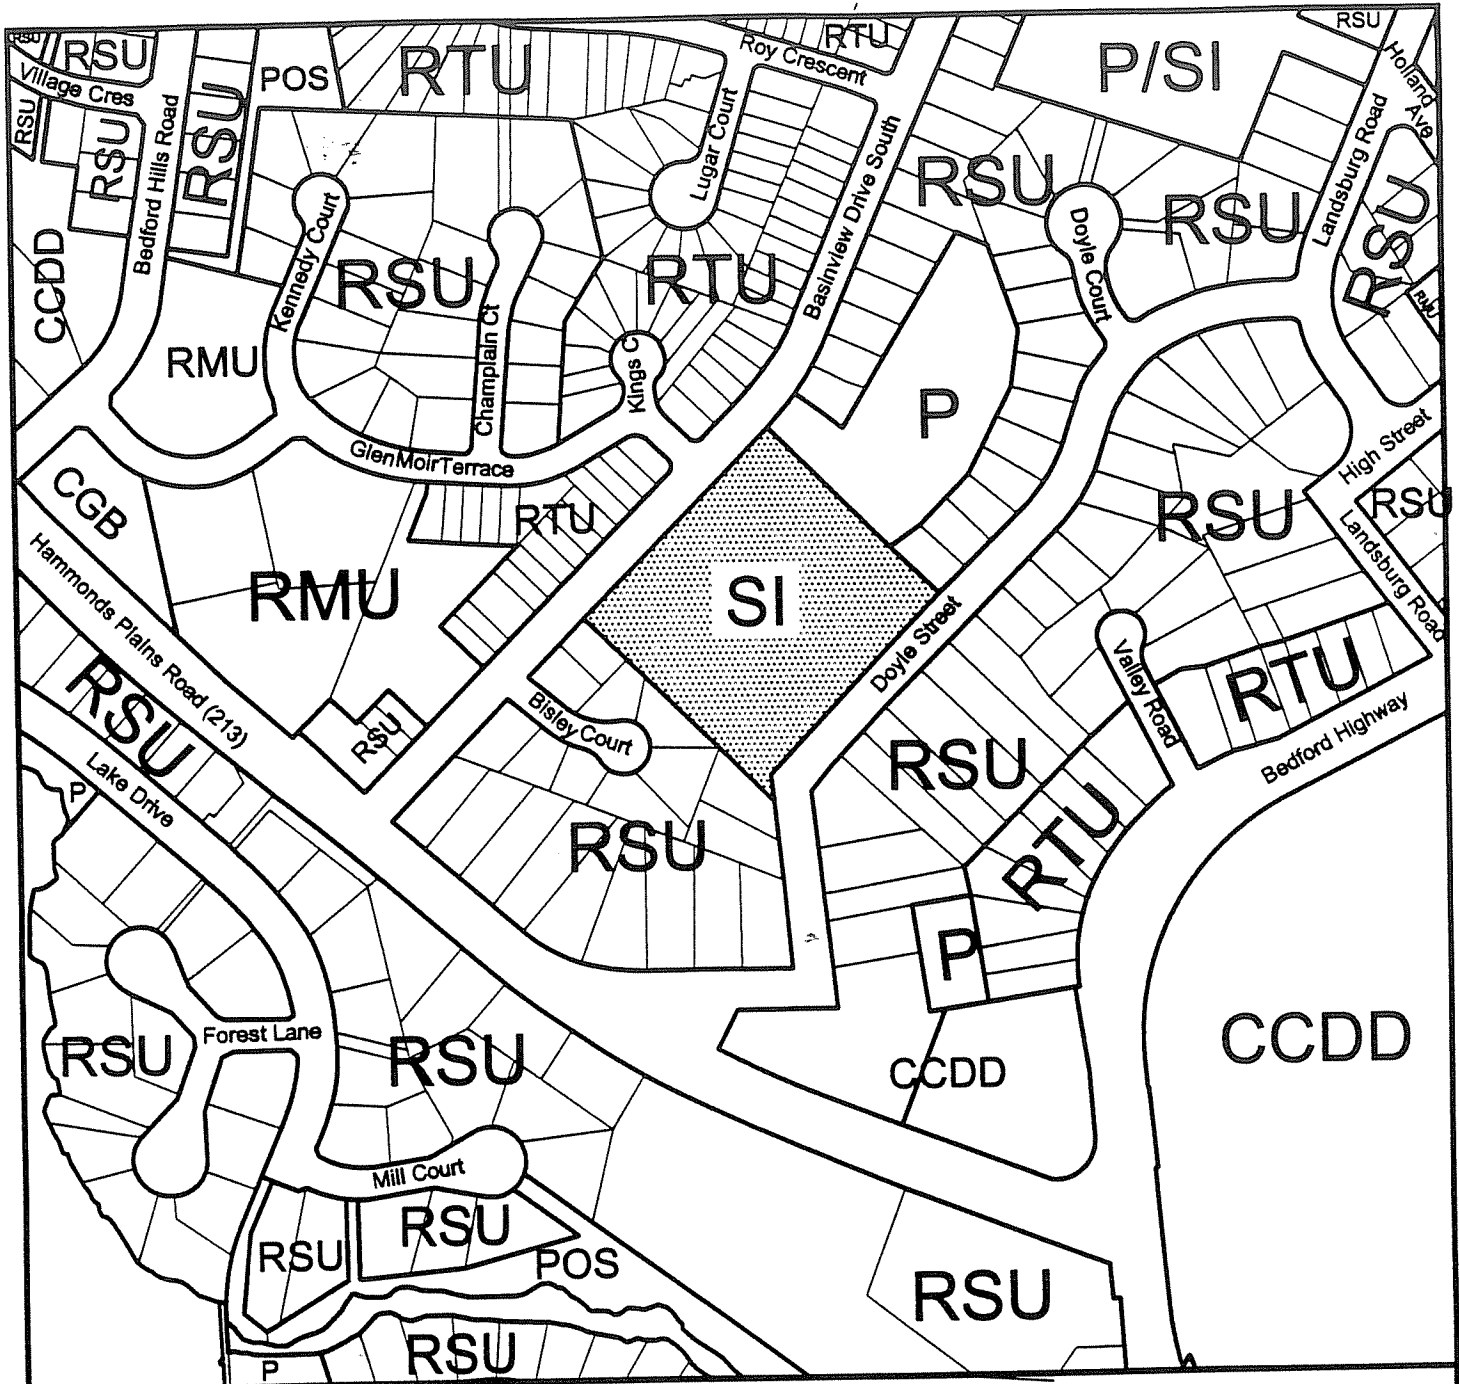 RSU
RSU
Village Cres
RSU
RSU
Bedford Hills Road
RSU
POS
RTU
Roy Crescent
RTU
P/SI
RSU
Holland Ave
Landsburg Road
RSU
RMU
CCDD
RMU
Kennedy Court
RSU
Champlain Ct
Lugar Court
RTU
Kings C
Basinview Drive South
RSU
Doyle Court
RSU
P
GlenMoirTerrace
CGB
RTU
RMU
SI
Doyle Street
RSU
High Street
RSU
Landsburg Road
Hammonds Plains Road (213)
RSU
RSU
Bisley Court
Valley Road
RTU
Bedford Highway
RSU
RTU
RSU
Lake Drive
P
P
CCDD
CCDD
RSU
Forest Lane
RSU
Mill Court
RSU
RSU
POS
RSU
RSU
P